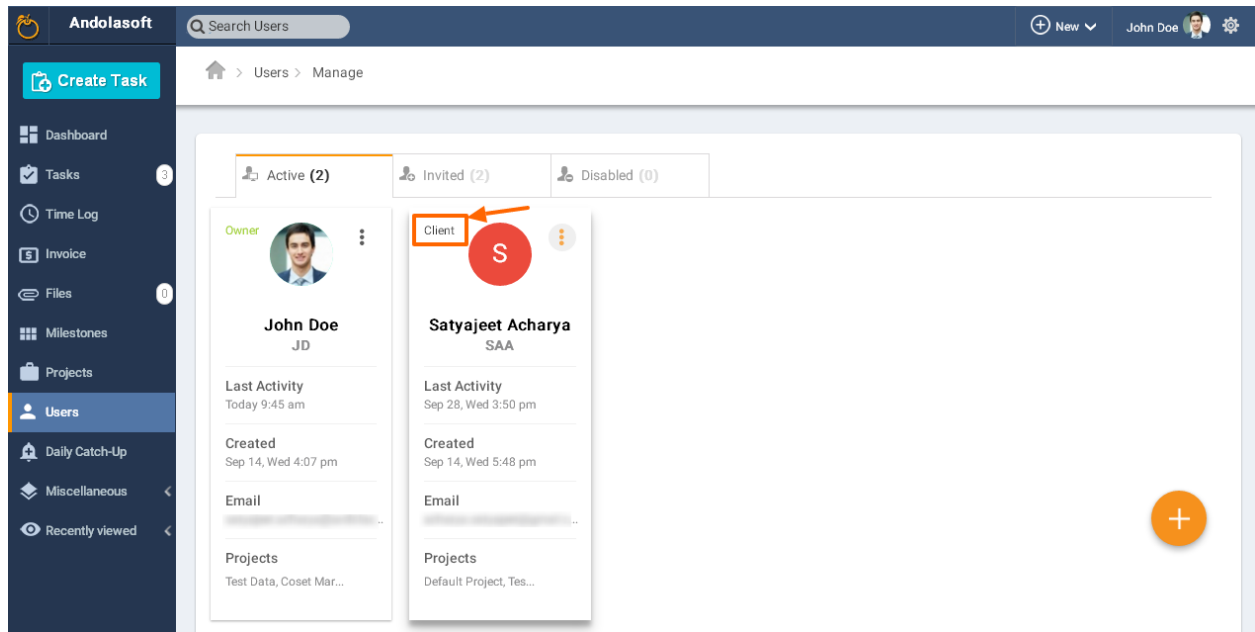 Andolasoft
Search Users
New
John Doe
Create Task
> Users > Manage
Dashboard
Tasks 3
Time Log
Invoice
Files 0
Milestones
Projects
Users
Daily Catch-Up
Miscellaneous
Recently viewed
Active (2)
Invited (2)
Disabled (0)
Owner
John Doe
JD
Last Activity
Today 9:45 am
Created
Sep 14, Wed 4:07 pm
Email
Projects
Test Data, Coset Mar...
Client
S
Satyajeet Acharya
SAA
Last Activity
Sep 28, Wed 3:50 pm
Created
Sep 14, Wed 5:48 pm
Email
Projects
Default Project, Tes...